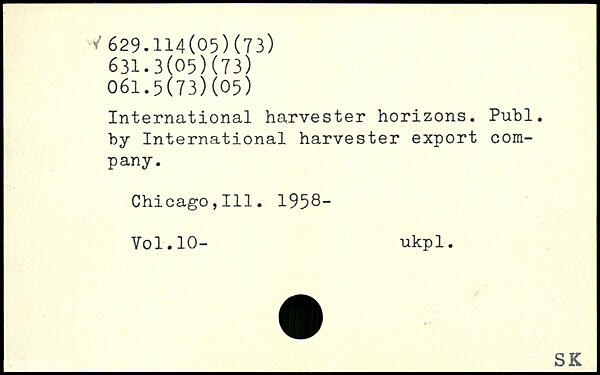 629.114(05)(73)
631.3(05)(73)
061.5(73)(05)
International harvester horizons. Publ.
by International harvester export com-
pany.
Chicago,Ill. 1958-
Vol.10- ukpl.
SK